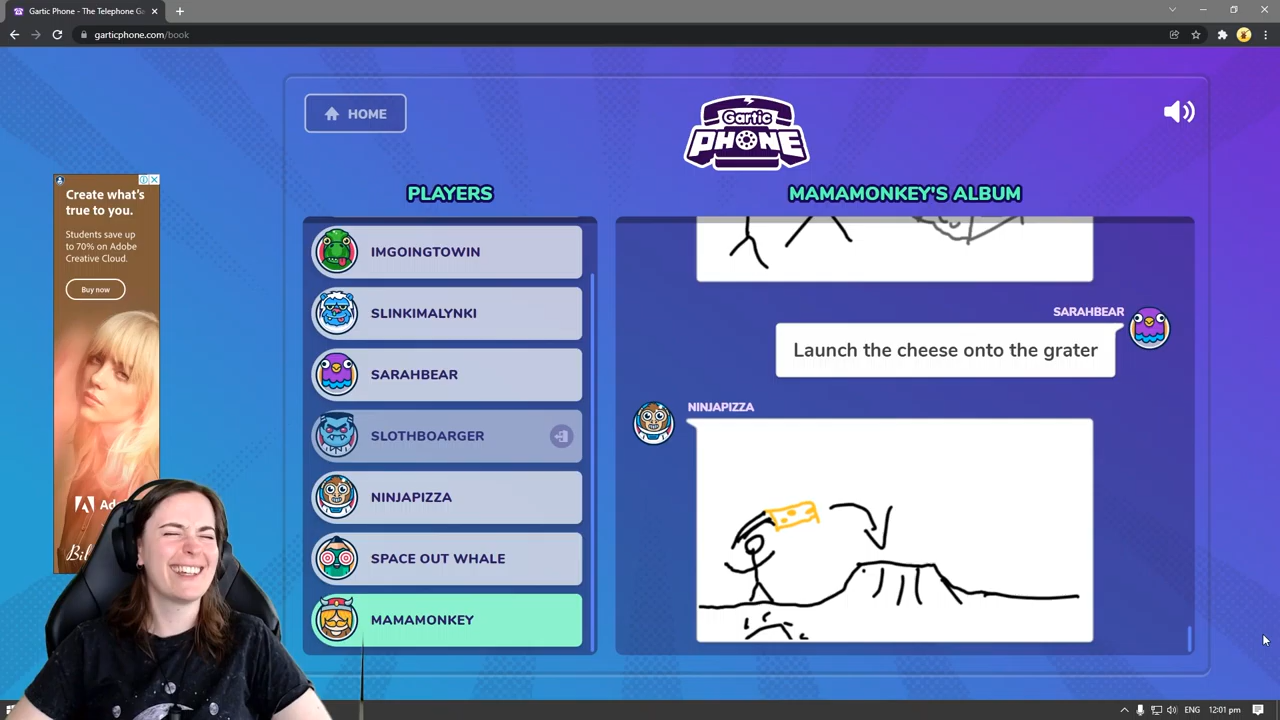 Gartic Phone - The Telephone Ga
garticphone.com/book
HOME
Gartic
PHONE
PLAYERS
MAMAMONKEY'S ALBUM
Create what's
true to you.
Students save up
to 70% on Adobe
Creative Cloud.
Buy now
Bil
IMGOINGTOWIN
SLINKIMALYNKI
SARAHBEAR
SLOTHBOARGER
NINJAPIZZA
SPACE OUT WHALE
MAMAMONKEY
SARAHBEAR
Launch the cheese onto the grater
NINJAPIZZA
ENG
12:01 pm